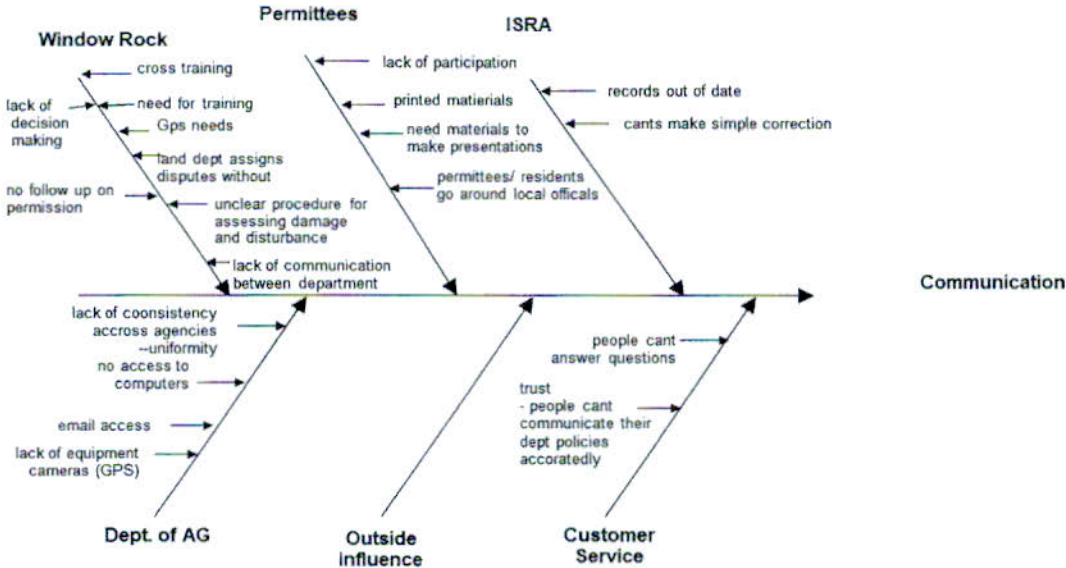 Permittees
ISRA
Window Rock
cross training
lack of
decision
making
need for training
Gps needs
land dept assigns
disputes without
no follow up on
permission
unclear procedure for
assessing damage
and disturbance
lack of communication
between department
lack of participation
printed matierials
need materials to
make presentations
permittees/ residents
go around local officals
records out of date
cants make simple correction
Communication
lack of coonsistency
accross agencies
--uniformity
no access to
computers
email access
lack of equipment
cameras (GPS)
people cant
answer questions
trust
- people cant
communicate their
dept policies
accoratedly
Dept. of AG
Outside
influence
Customer
Service